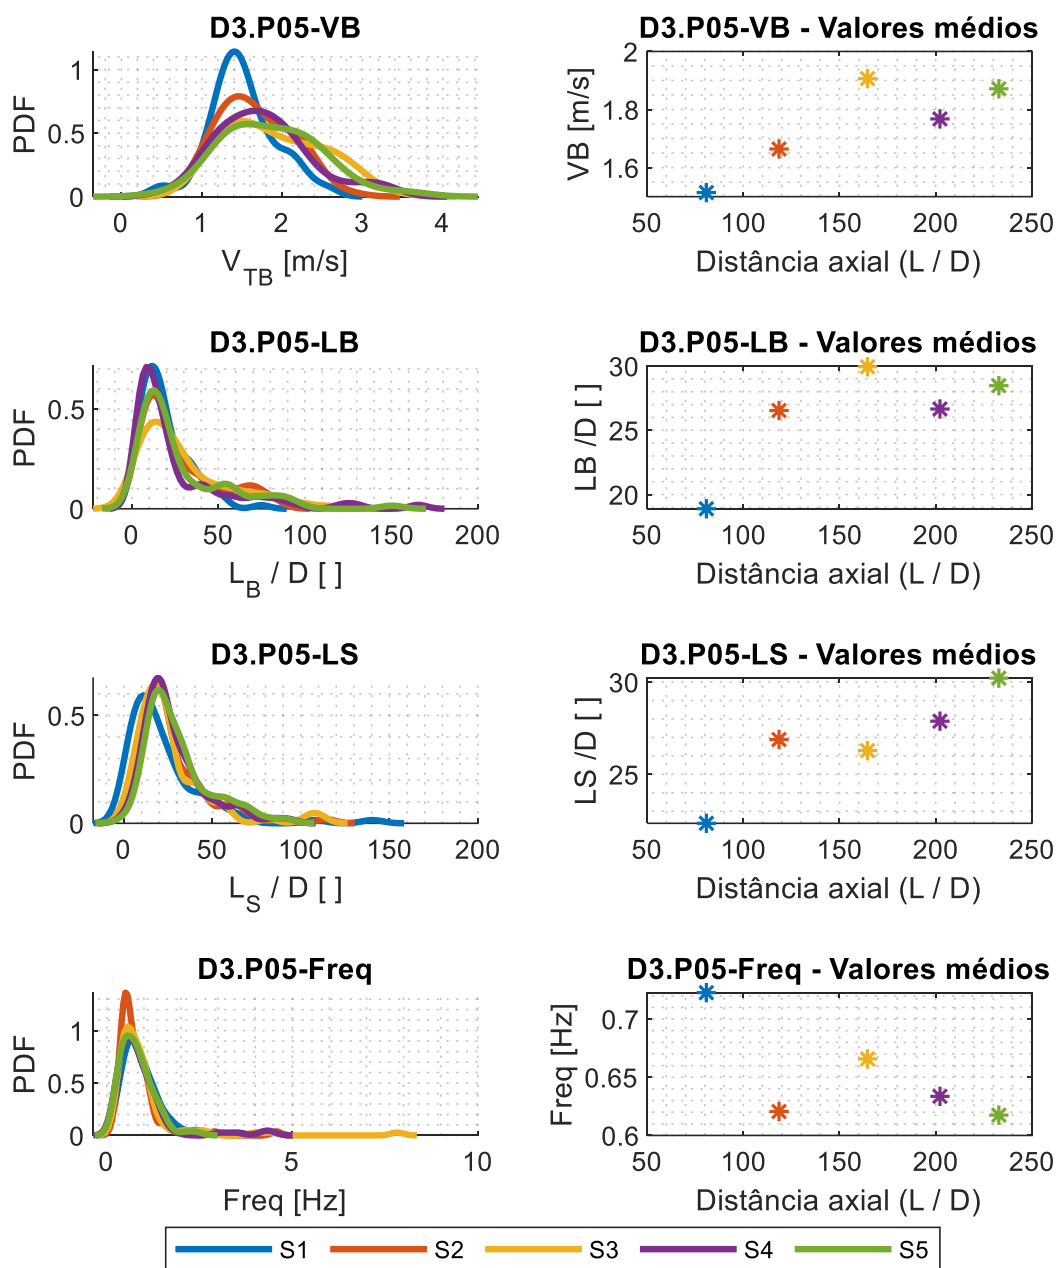 D3.P05-VB
PDF
1
0.5
0
0 1 2 3 4
V_TB [m/s]
D3.P05-VB - Valores médios
VB [m/s]
2
1.8
1.6
50 100 150 200 250
Distância axial (L / D)
D3.P05-LB
PDF
0.5
0
0 50 100 150 200
L_B / D [ ]
D3.P05-LB - Valores médios
LB /D [ ]
30
25
20
50 100 150 200 250
Distância axial (L / D)
D3.P05-LS
PDF
0.5
0
0 50 100 150 200
L_S / D [ ]
D3.P05-LS - Valores médios
LS /D [ ]
30
25
50 100 150 200 250
Distância axial (L / D)
D3.P05-Freq
PDF
1
0.5
0
0 5 10
Freq [Hz]
D3.P05-Freq - Valores médios
Freq [Hz]
0.7
0.65
0.6
50 100 150 200 250
Distância axial (L / D)
S1 S2 S3 S4 S5